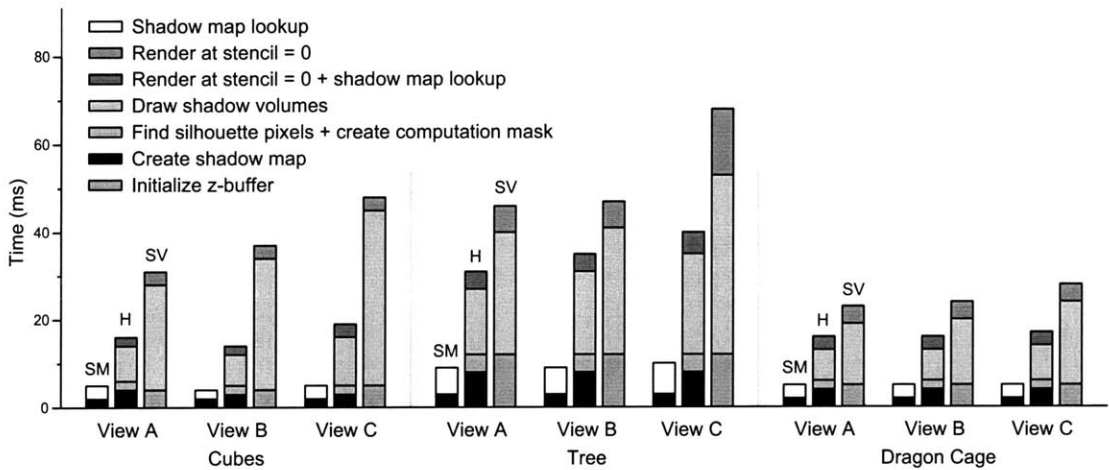 Shadow map lookup
Render at stencil = 0
Render at stencil = 0 + shadow map lookup
Draw shadow volumes
Find silhouette pixels + create computation mask
Create shadow map
Initialize z-buffer
Time (ms)
80
60
40
20
0
SM
H
SV
SM
H
SV
SM
H
SV
View A
View B
View C
View A
View B
View C
View A
View B
View C
Cubes
Tree
Dragon Cage